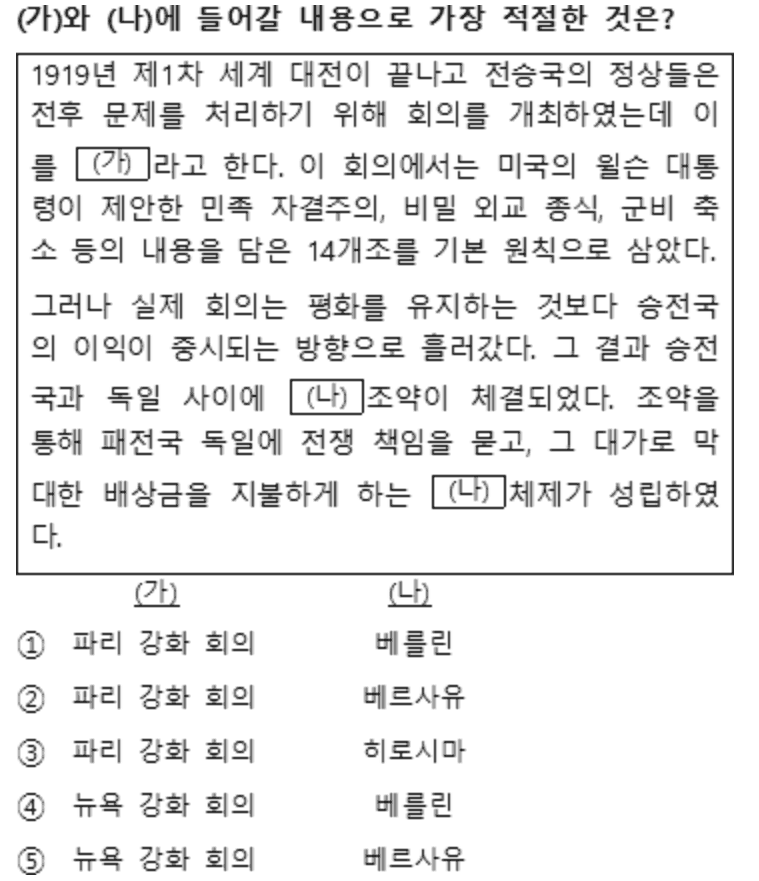 (가)와 (나)에 들어갈 내용으로 가장 적절한 것은?
1919년 제1차 세계 대전이 끝나고 전승국의 정상들은
전후 문제를 처리하기 위해 회의를 개최하였는데 이
를 (가) 라고 한다. 이 회의에서는 미국의 윌슨 대통
령이 제안한 민족 자결주의, 비밀 외교 종식, 군비 축
소 등의 내용을 담은 14개조를 기본 원칙으로 삼았다.
그러나 실제 회의는 평화를 유지하는 것보다 승전국
의 이익이 중시되는 방향으로 흘러갔다. 그 결과 승전
국과 독일 사이에 (나) 조약이 체결되었다. 조약을
통해 패전국 독일에 전쟁 책임을 묻고, 그 대가로 막
대한 배상금을 지불하게 하는 (나) 체제가 성립하였
다.
(가) (나)
① 파리 강화 회의 베를린
② 파리 강화 회의 베르사유
③ 파리 강화 회의 히로시마
④ 뉴욕 강화 회의 베를린
⑤ 뉴욕 강화 회의 베르사유